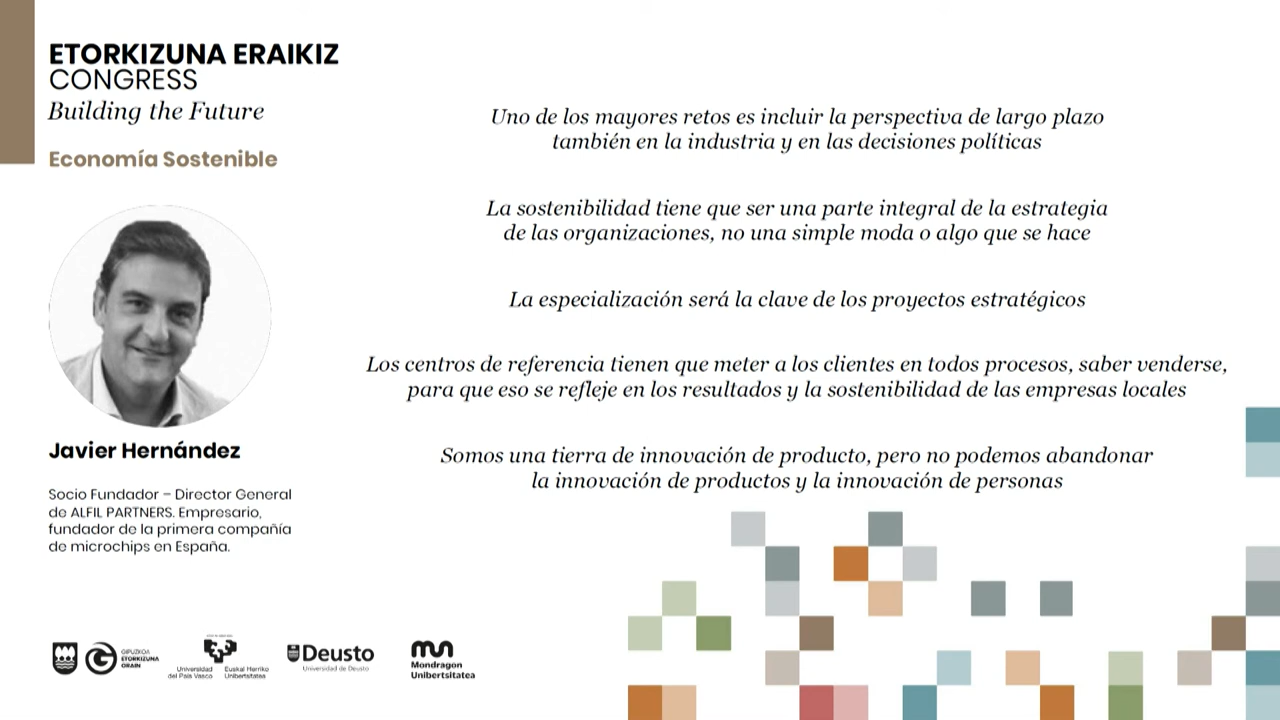 ETORKIZUNA ERAIKIZ
CONGRESS
Building the Future
Economía Sostenible
Uno de los mayores retos es incluir la perspectiva de largo plazo
también en la industria y en las decisiones políticas
La sostenibilidad tiene que ser una parte integral de la estrategia
de las organizaciones, no una simple moda o algo que se hace
La especialización será la clave de los proyectos estratégicos
Los centros de referencia tienen que meter a los clientes en todos procesos, saber venderse,
para que eso se refleje en los resultados y la sostenibilidad de las empresas locales
Somos una tierra de innovación de producto, pero no podemos abandonar
la innovación de productos y la innovación de personas
Javier Hernández
Socio Fundador – Director General
de ALFIL PARTNERS. Empresario,
fundador de la primera compañía
de microchips en España.
GIPUZKOA
ETORKIZUNA
ORAIN
Universidad
del País Vasco
Euskal Herriko
Unibertsitatea
Deusto
Universidad de Deusto
Mondragon
Unibertsitatea